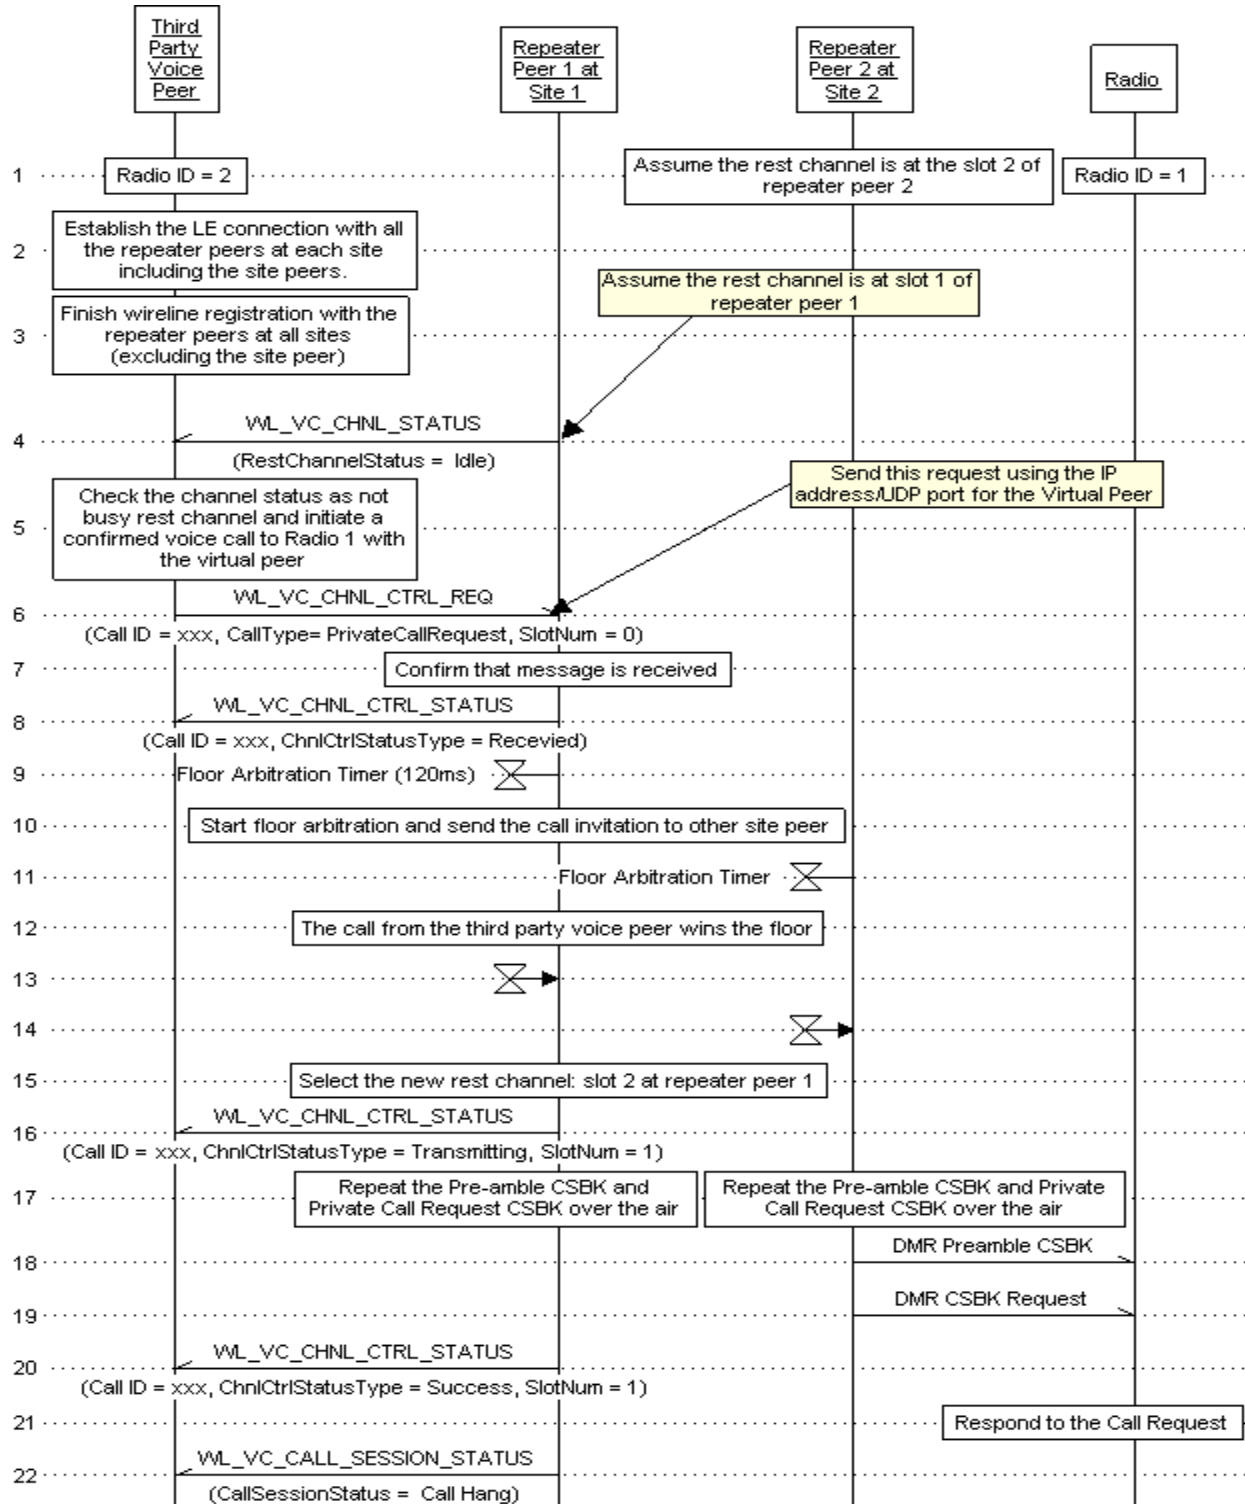 Third
Party
Voice
Peer
Repeater
Peer 1 at
Site 1
Repeater
Peer 2 at
Site 2
Radio
1
Radio ID = 2
Assume the rest channel is at the slot 2 of
repeater peer 2
Radio ID = 1
2
Establish the LE connection with all
the repeater peers at each site
including the site peers.
Assume the rest channel is at slot 1 of
repeater peer 1
3
Finish wireline registration with the
repeater peers at all sites
(excluding the site peer)
4
WL_VC_CHNL_STATUS
(RestChannelStatus = Idle)
Send this request using the IP
address/UDP port for the Virtual Peer
5
Check the channel status as not
busy rest channel and initiate a
confirmed voice call to Radio 1 with
the virtual peer
6
WL_VC_CHNL_CTRL_REQ
(Call ID = xxx, CallType= PrivateCallRequest, SlotNum = 0)
7
Confirm that message is received
8
WL_VC_CHNL_CTRL_STATUS
(Call ID = xxx, ChnlCtrlStatusType = Recevied)
9
Floor Arbitration Timer (120ms)
10
Start floor arbitration and send the call invitation to other site peer
11
Floor Arbitration Timer
12
The call from the third party voice peer wins the floor
13
14
15
Select the new rest channel: slot 2 at repeater peer 1
16
WL_VC_CHNL_CTRL_STATUS
(Call ID = xxx, ChnlCtrlStatusType = Transmitting, SlotNum = 1)
17
Repeat the Pre-amble CSBK and
Private Call Request CSBK over the air
Repeat the Pre-amble CSBK and Private
Call Request CSBK over the air
18
DMR Preamble CSBK
19
DMR CSBK Request
20
WL_VC_CHNL_CTRL_STATUS
(Call ID = xxx, ChnlCtrlStatusType = Success, SlotNum = 1)
21
Respond to the Call Request
22
WL_VC_CALL_SESSION_STATUS
(CallSessionStatus = Call Hang)